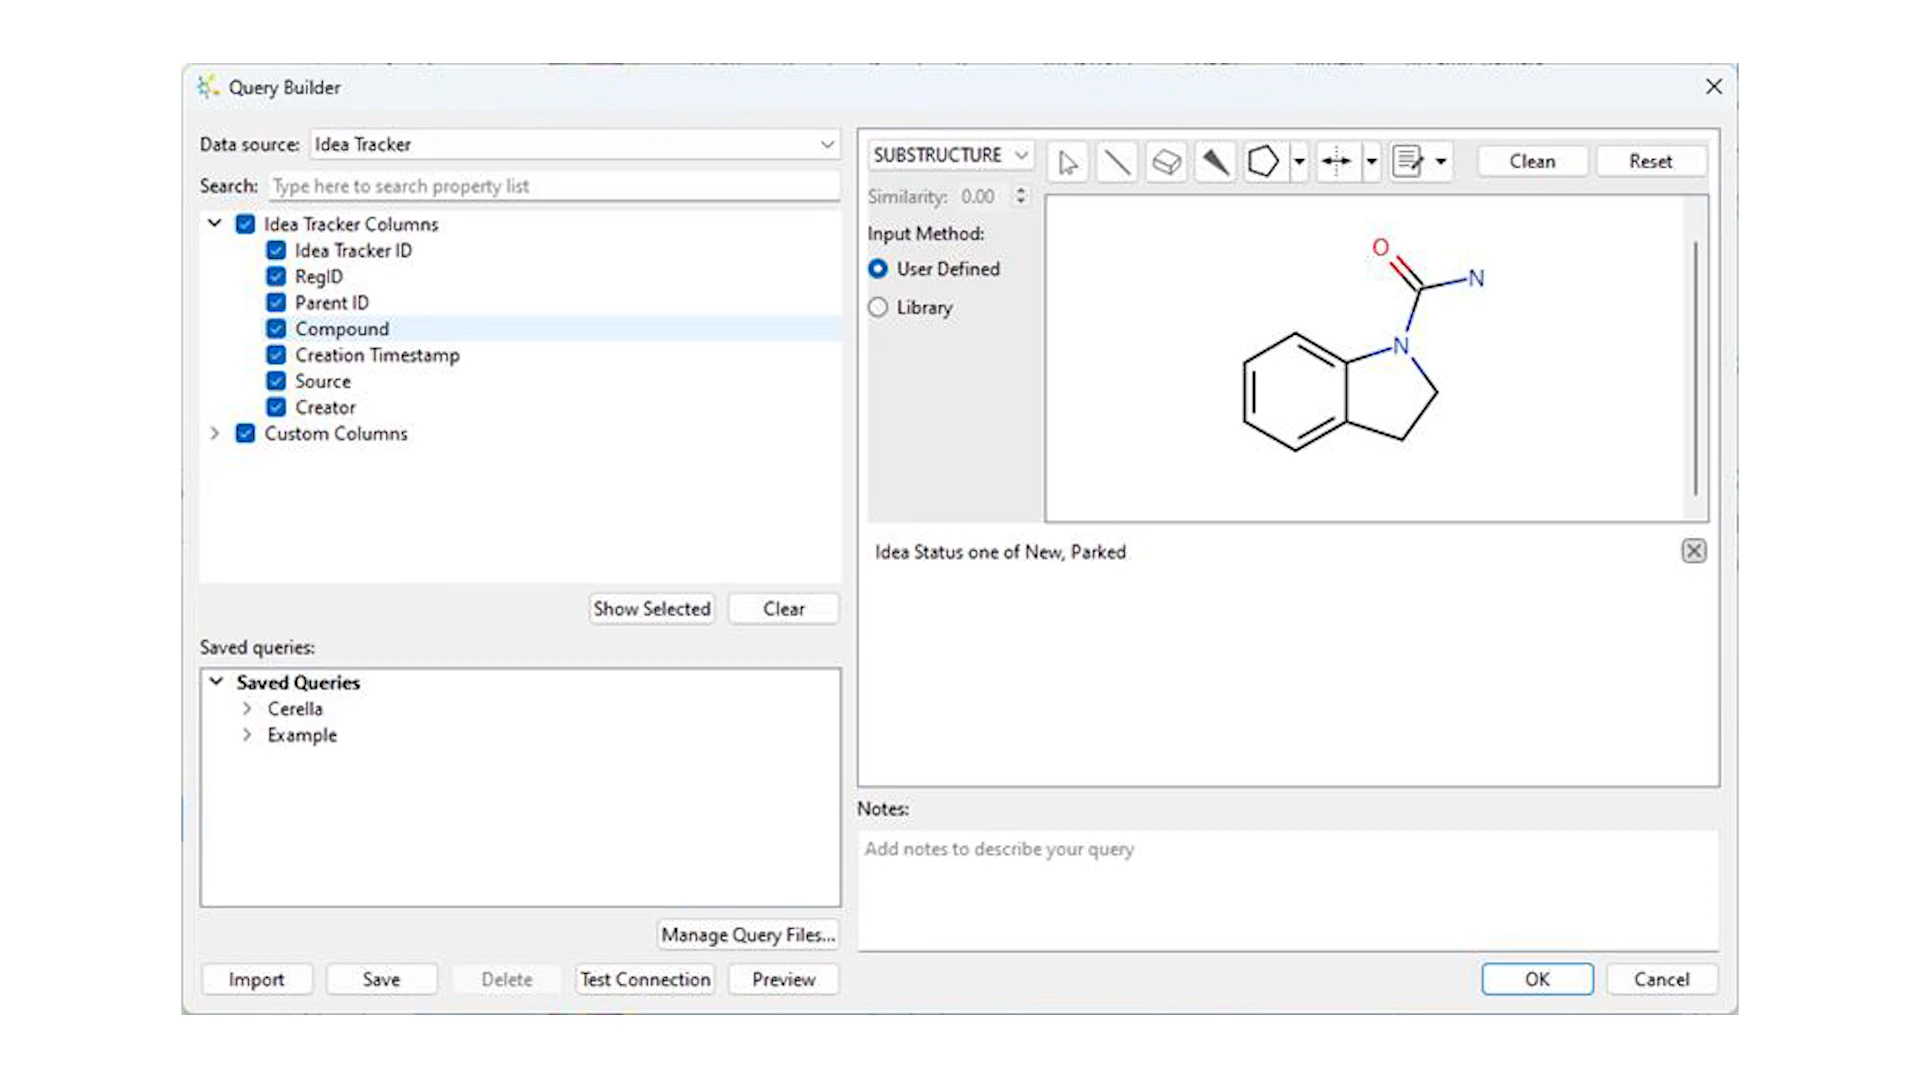 Query Builder
Data source: Idea Tracker
Search: Type here to search property list
Idea Tracker Columns
Idea Tracker ID
RegID
Parent ID
Compound
Creation Timestamp
Source
Creator
Custom Columns
Show Selected Clear
Saved queries:
Saved Queries
Cerella
Example
Manage Query Files...
Import Save Delete Test Connection Preview
SUBSTRUCTURE Clean Reset
Similarity: 0.00
Input Method:
User Defined
Library
O
N
N
Idea Status one of New, Parked
Notes:
Add notes to describe your query
OK Cancel